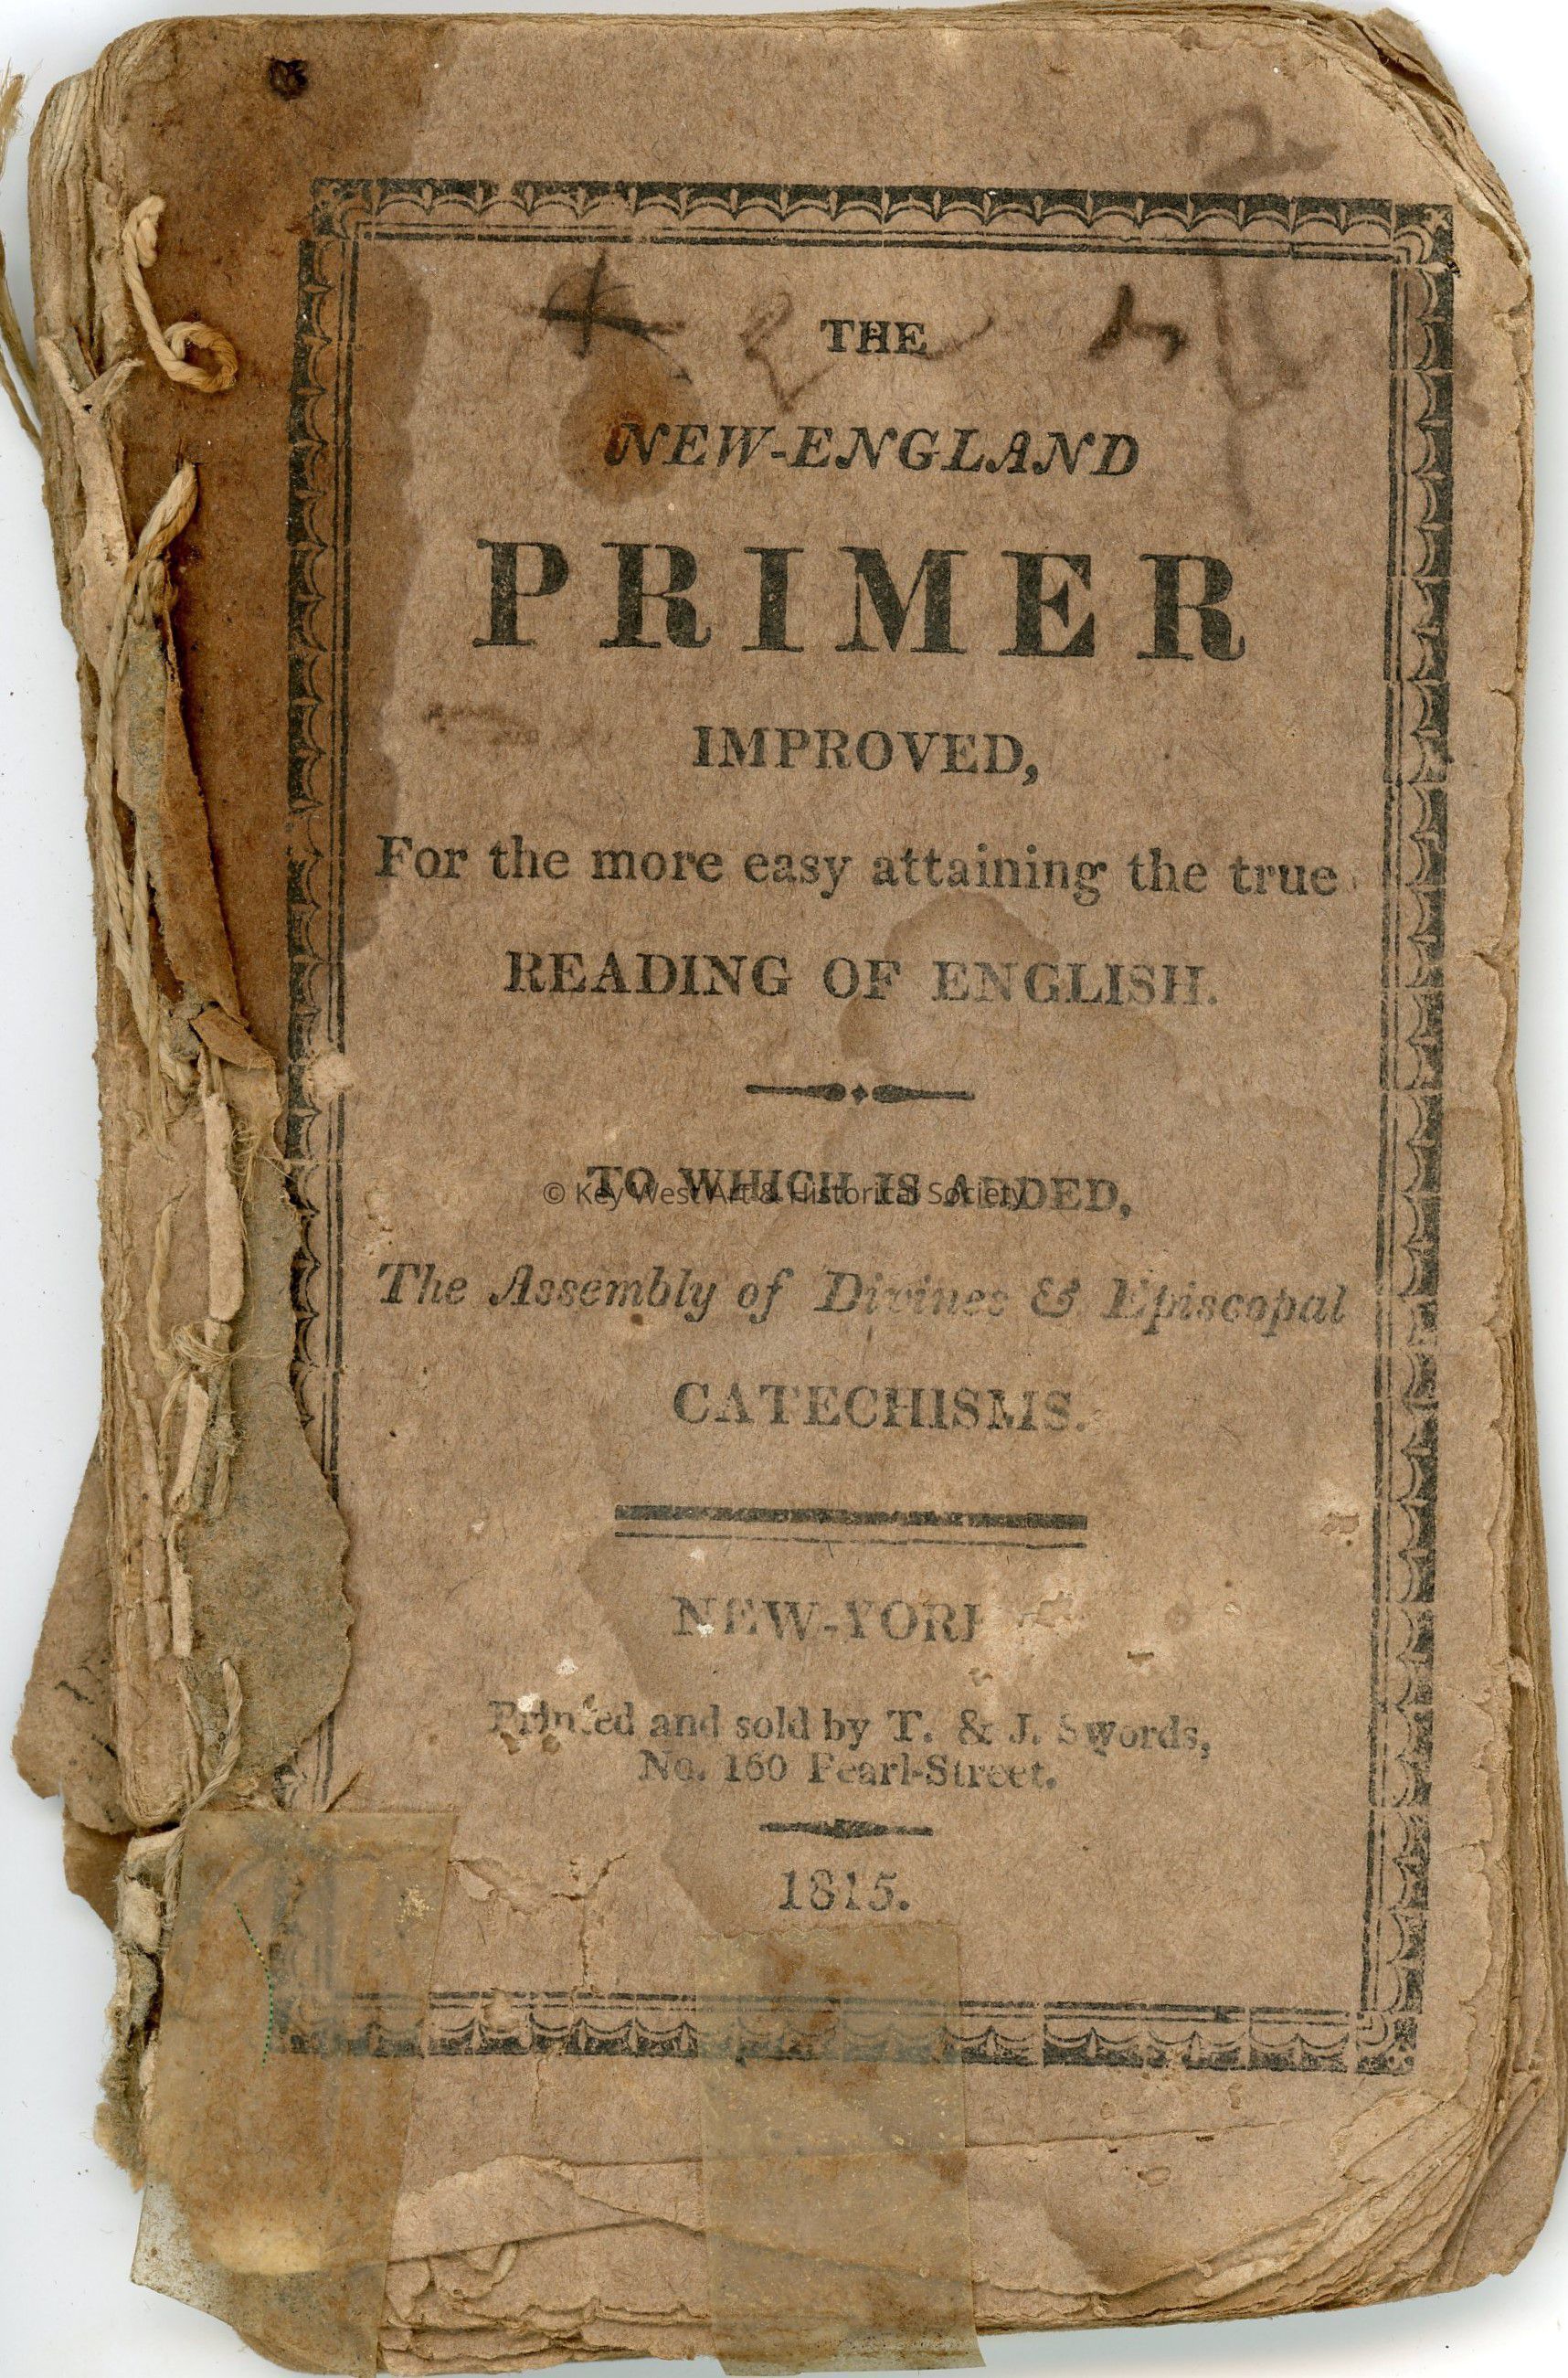 THE
NEW-ENGLAND
PRIMER
IMPROVED,
For the more easy attaining the true
READING OF ENGLISH.
TO WHICH IS ADDED,
© Key West Art & Historical Society
The Assembly of Divines & Episcopal
CATECHISMS.
NEW-YORK
Printed and sold by T. & J. Swords,
No. 160 Pearl-Street.
1815.